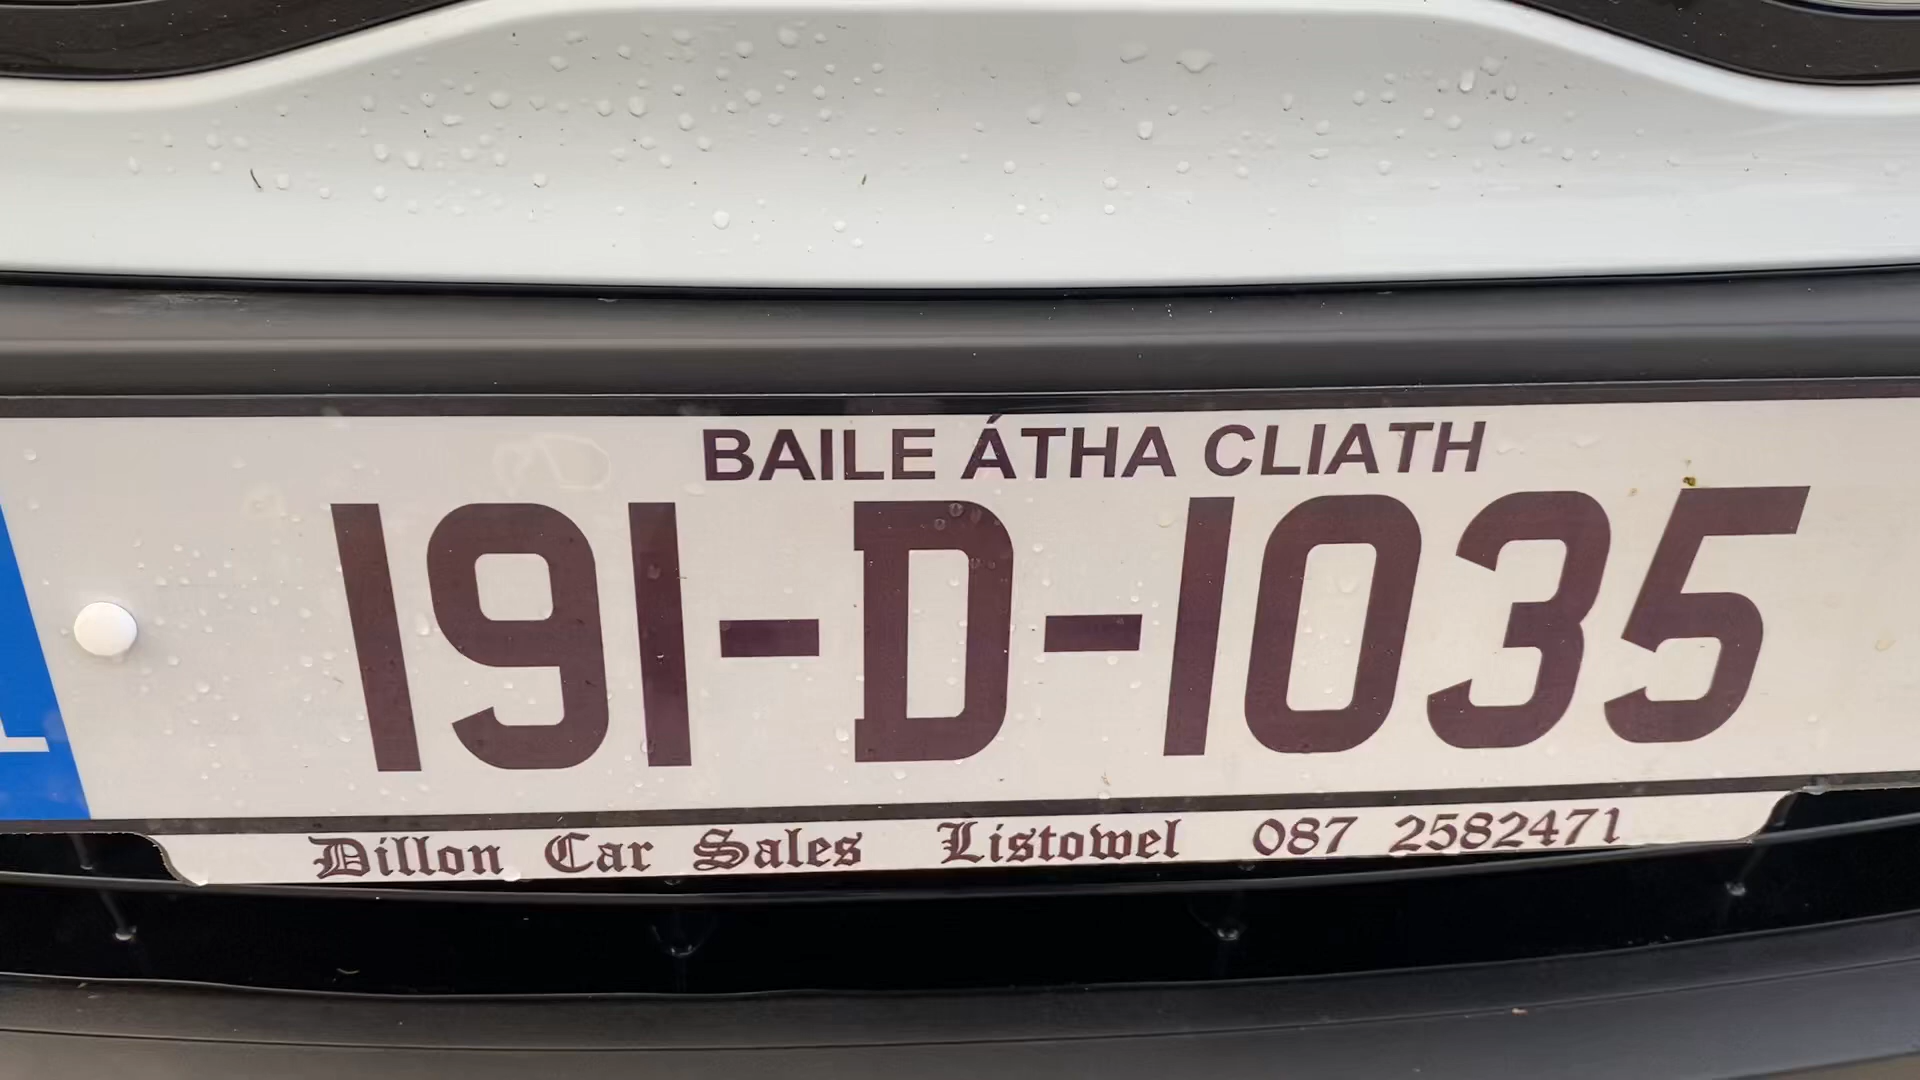 BAILE ÁTHA CLIATH
191-D-1035
Dillon Car Sales Listowel 087 2582471